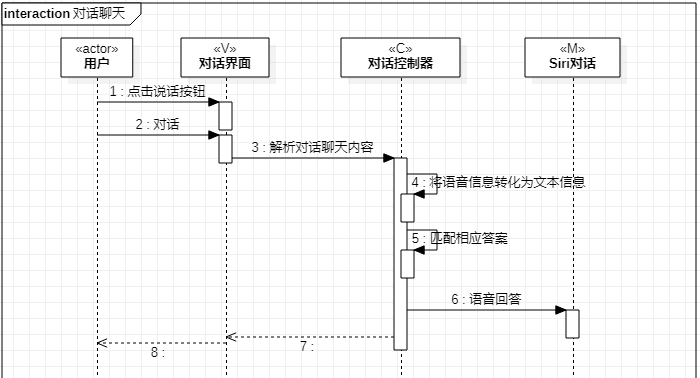 interaction 对话聊天
«actor»
用户
«V»
对话界面
«C»
对话控制器
«M»
Siri对话
1 : 点击说话按钮
2 : 对话
3 : 解析对话聊天内容
4 : 将语音信息转化为文本信息
5 : 匹配相应答案
6 : 语音回答
7 :
8 :